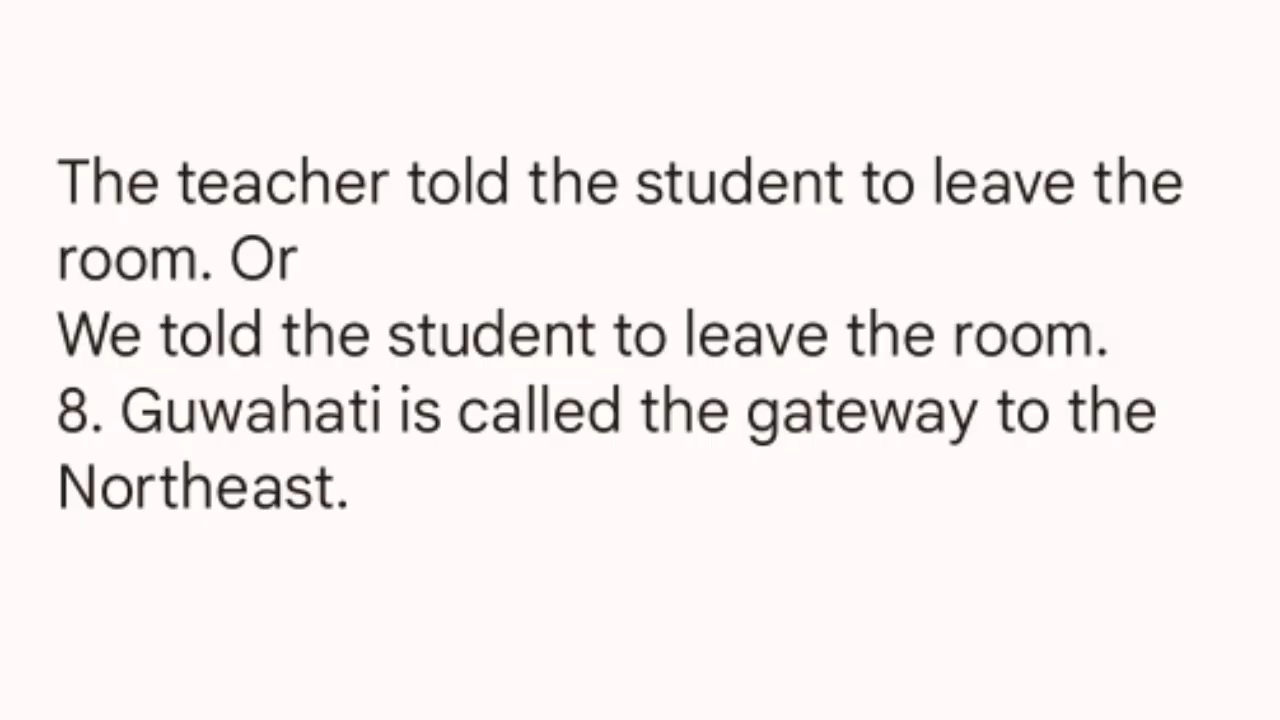 The teacher told the student to leave the
room. Or
We told the student to leave the room.
8. Guwahati is called the gateway to the
Northeast.